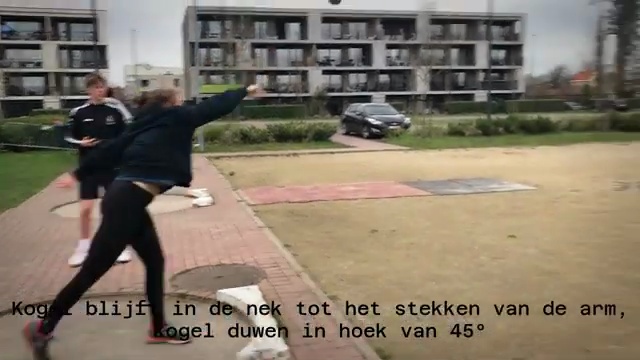 Kogel blijft in de nek tot het stekken van de arm,
kogel duwen in hoek van 45°